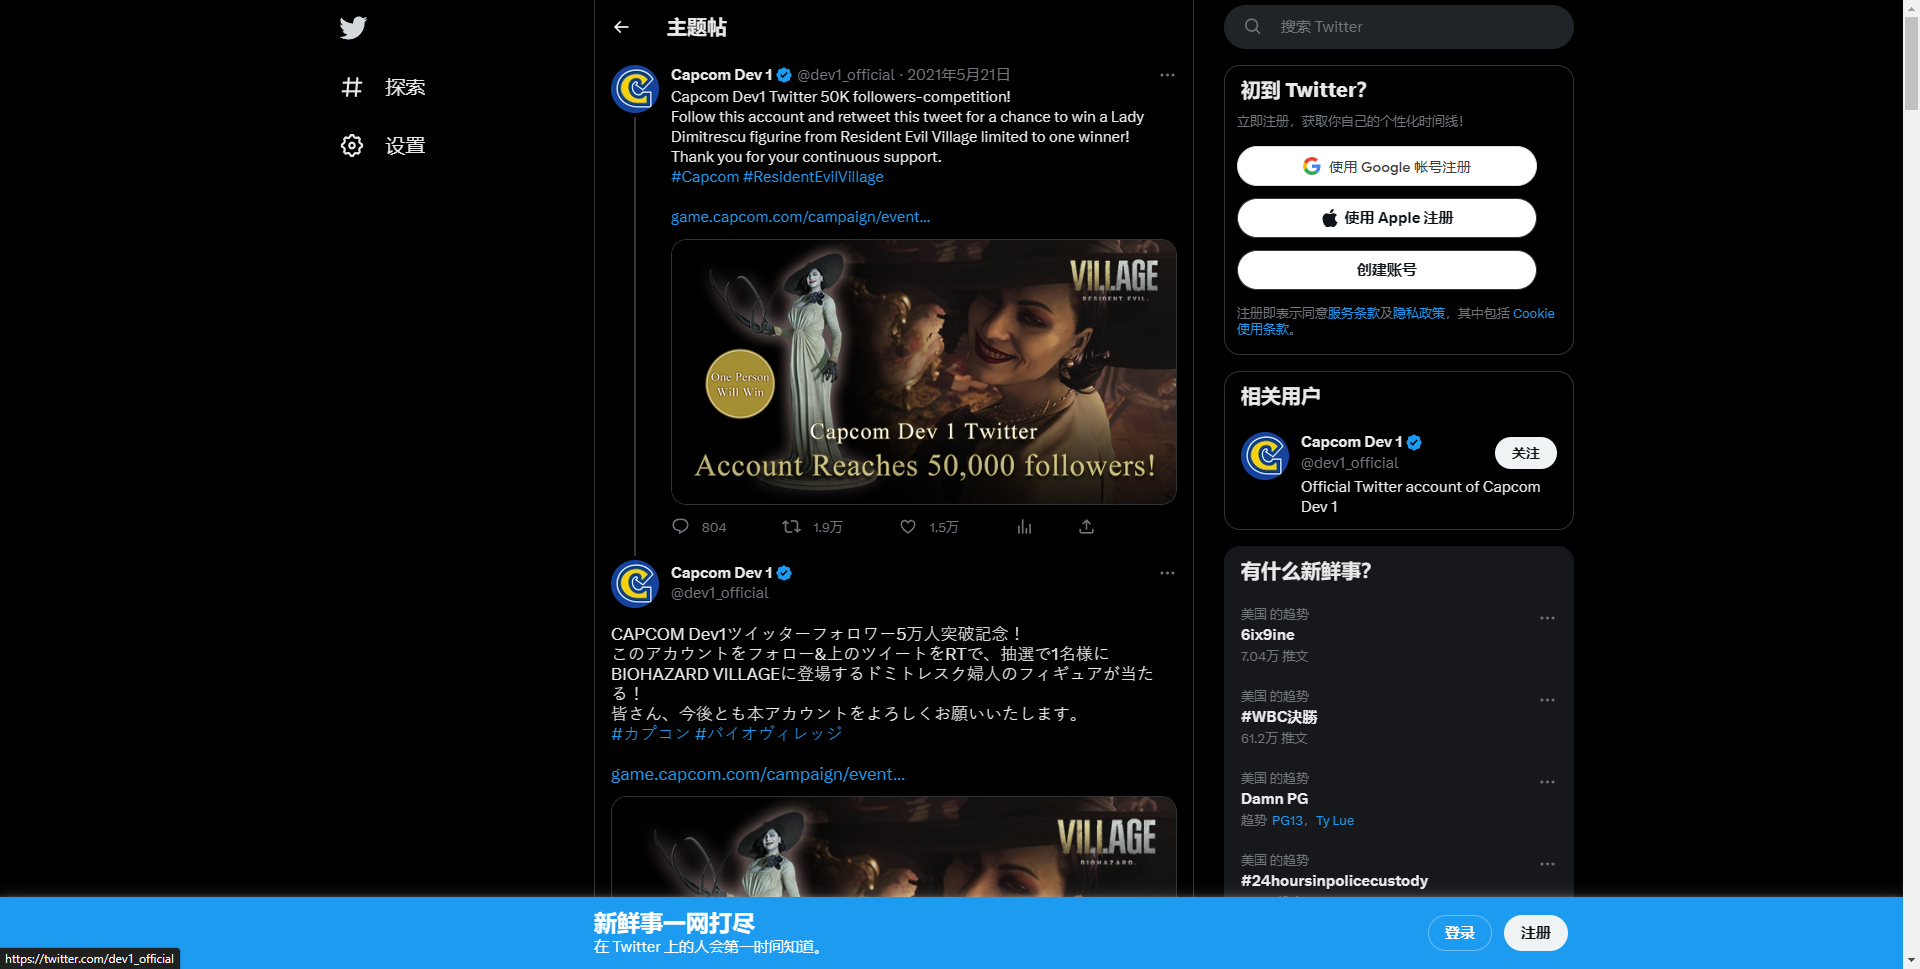 探索
设置
主题帖
Capcom Dev 1 @dev1_official · 2021年5月21日
Capcom Dev1 Twitter 50K followers-competition!
Follow this account and retweet this tweet for a chance to win a Lady
Dimitrescu figurine from Resident Evil Village limited to one winner!
Thank you for your continuous support.
#Capcom #ResidentEvilVillage
game.capcom.com/campaign/event…
VILLAGE
RESIDENT EVIL
One Person
Will Win
Capcom Dev 1 Twitter
Account Reaches 50,000 followers!
804 1.9万 1.5万
Capcom Dev 1
@dev1_official
CAPCOM Dev1ツイッターフォロワー5万人突破記念！
このアカウントをフォロー&上のツイートをRTで、抽選で1名様に
BIOHAZARD VILLAGEに登場するドミトレスク婦人のフィギュアが当た
る！
皆さん、今後とも本アカウントをよろしくお願いいたします。
#カプコン #バイオヴィレッジ
game.capcom.com/campaign/event…
VILLAGE
BIOHAZARD
搜索 Twitter
初到 Twitter？
立即注册，获取你自己的个性化时间线！
使用 Google 帐号注册
使用 Apple 注册
创建账号
注册即表示同意服务条款及隐私政策，其中包括 Cookie
使用条款。
相关用户
Capcom Dev 1
@dev1_official
关注
Official Twitter account of Capcom
Dev 1
有什么新鲜事？
美国 的趋势
6ix9ine
7.04万 推文
美国 的趋势
#WBC決勝
61.2万 推文
美国 的趋势
Damn PG
趋势 PG13，Ty Lue
美国 的趋势
#24hoursinpolicecustody
新鲜事一网打尽
在 Twitter 上的人会第一时间知道。
登录
注册
https://twitter.com/dev1_official